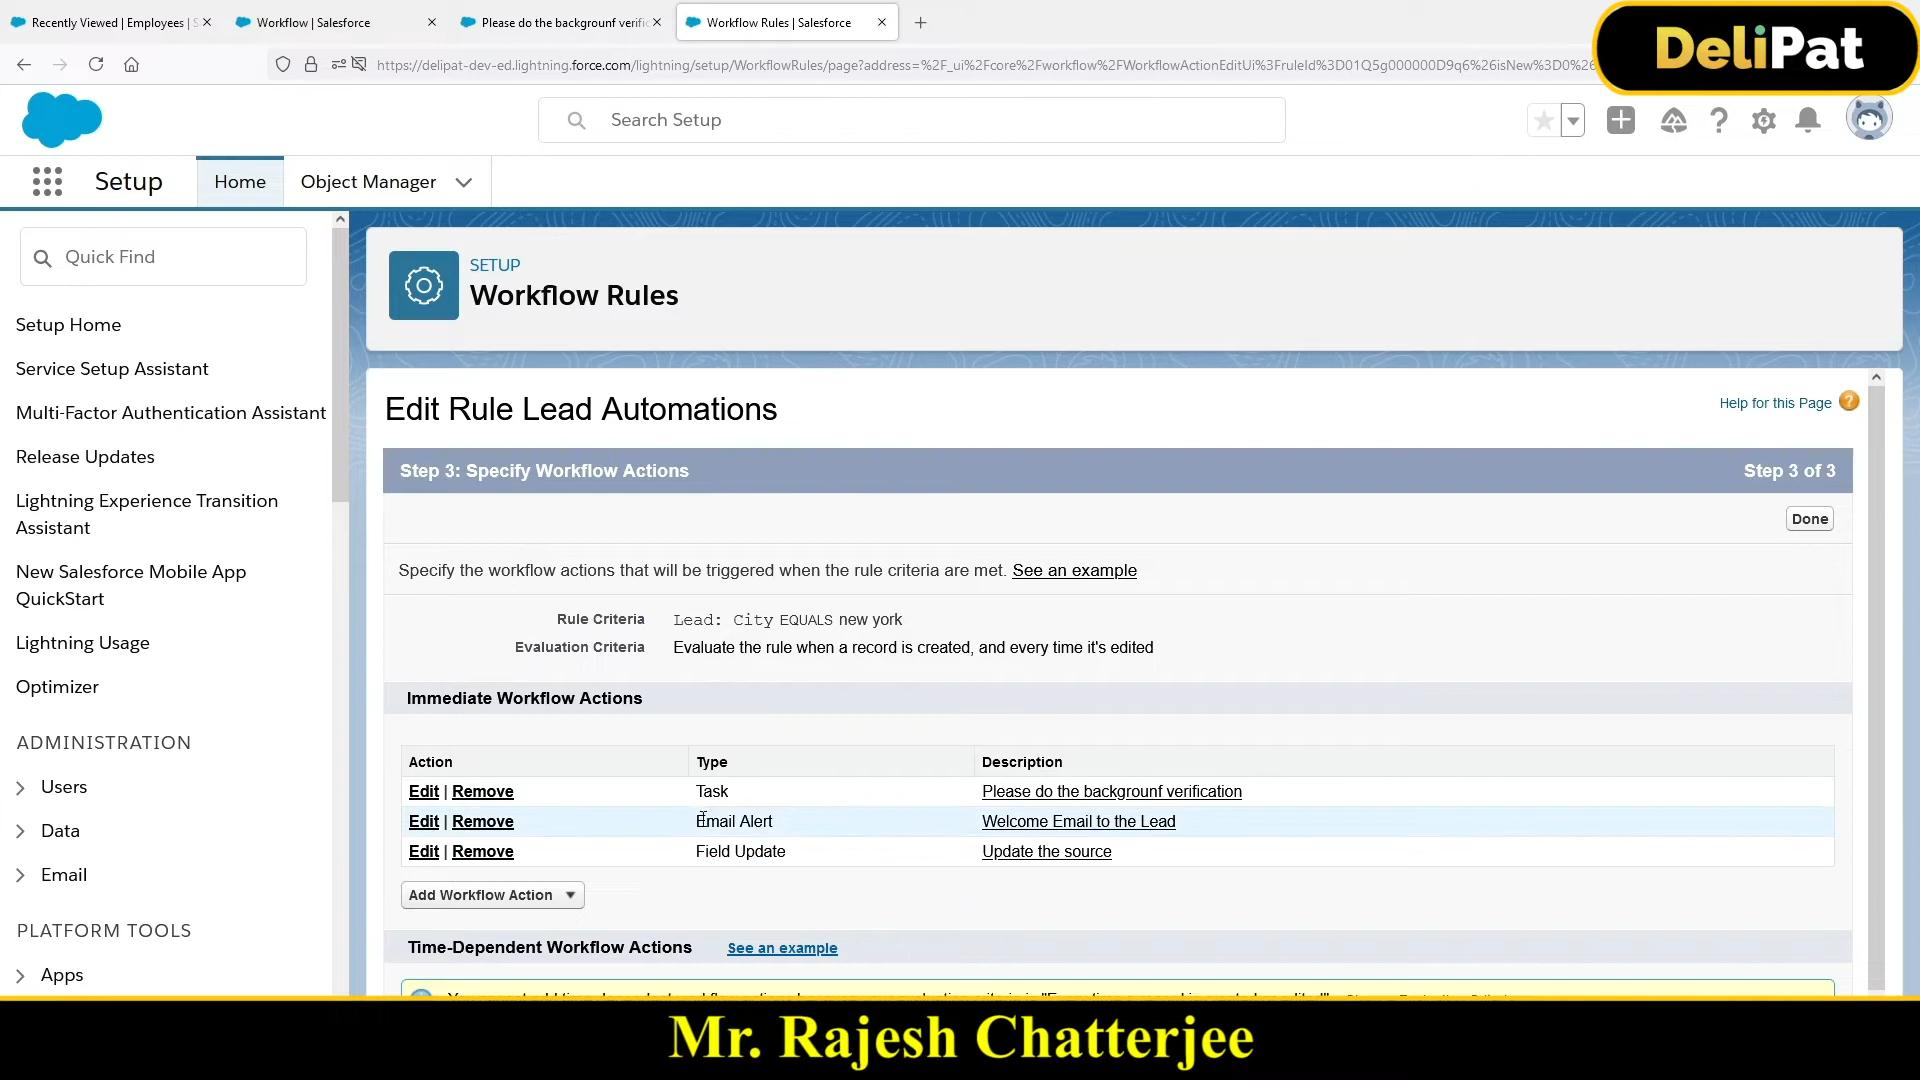 Recently Viewed | Employees |
Workflow | Salesforce
Please do the backgrounf verific
Workflow Rules | Salesforce
DeliPat
https://delipat-dev-ed.lightning.force.com/lightning/setup/WorkflowRules/page?address=%2F_ui%2Fcore%2Fworkflow%2FWorkflowActionEditUi%3FruleId%3D01Q5g000000D9q6%26isNew%3D0%26
Search Setup
Setup
Home
Object Manager
Quick Find
Setup Home
Service Setup Assistant
Multi-Factor Authentication Assistant
Release Updates
Lightning Experience Transition
Assistant
New Salesforce Mobile App
QuickStart
Lightning Usage
Optimizer
ADMINISTRATION
Users
Data
Email
PLATFORM TOOLS
Apps
SETUP
Workflow Rules
Edit Rule Lead Automations
Help for this Page
Step 3: Specify Workflow Actions
Step 3 of 3
Done
Specify the workflow actions that will be triggered when the rule criteria are met. See an example
Rule Criteria Lead: City EQUALS new york
Evaluation Criteria Evaluate the rule when a record is created, and every time it's edited
Immediate Workflow Actions
Action Type Description
Edit | Remove Task Please do the backgrounf verification
Edit | Remove Email Alert Welcome Email to the Lead
Edit | Remove Field Update Update the source
Add Workflow Action
Time-Dependent Workflow Actions See an example
Mr. Rajesh Chatterjee